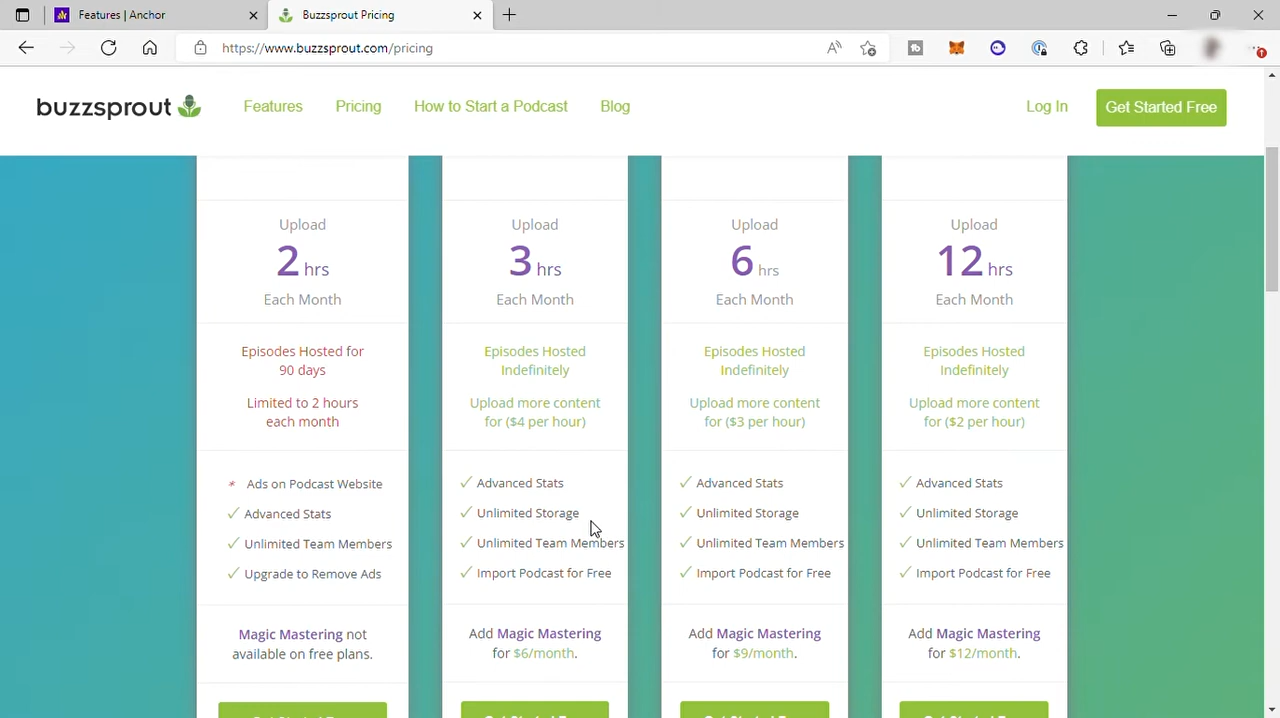 Features | Anchor
Buzzsprout Pricing
https://www.buzzsprout.com/pricing
buzzsprout
Features
Pricing
How to Start a Podcast
Blog
Log In
Get Started Free
Upload
2 hrs
Each Month
Episodes Hosted for
90 days
Limited to 2 hours
each month
* Ads on Podcast Website
✓ Advanced Stats
✓ Unlimited Team Members
✓ Upgrade to Remove Ads
Magic Mastering not
available on free plans.
Upload
3 hrs
Each Month
Episodes Hosted
Indefinitely
Upload more content
for ($4 per hour)
✓ Advanced Stats
✓ Unlimited Storage
✓ Unlimited Team Members
✓ Import Podcast for Free
Add Magic Mastering
for $6/month.
Upload
6 hrs
Each Month
Episodes Hosted
Indefinitely
Upload more content
for ($3 per hour)
✓ Advanced Stats
✓ Unlimited Storage
✓ Unlimited Team Members
✓ Import Podcast for Free
Add Magic Mastering
for $9/month.
Upload
12 hrs
Each Month
Episodes Hosted
Indefinitely
Upload more content
for ($2 per hour)
✓ Advanced Stats
✓ Unlimited Storage
✓ Unlimited Team Members
✓ Import Podcast for Free
Add Magic Mastering
for $12/month.